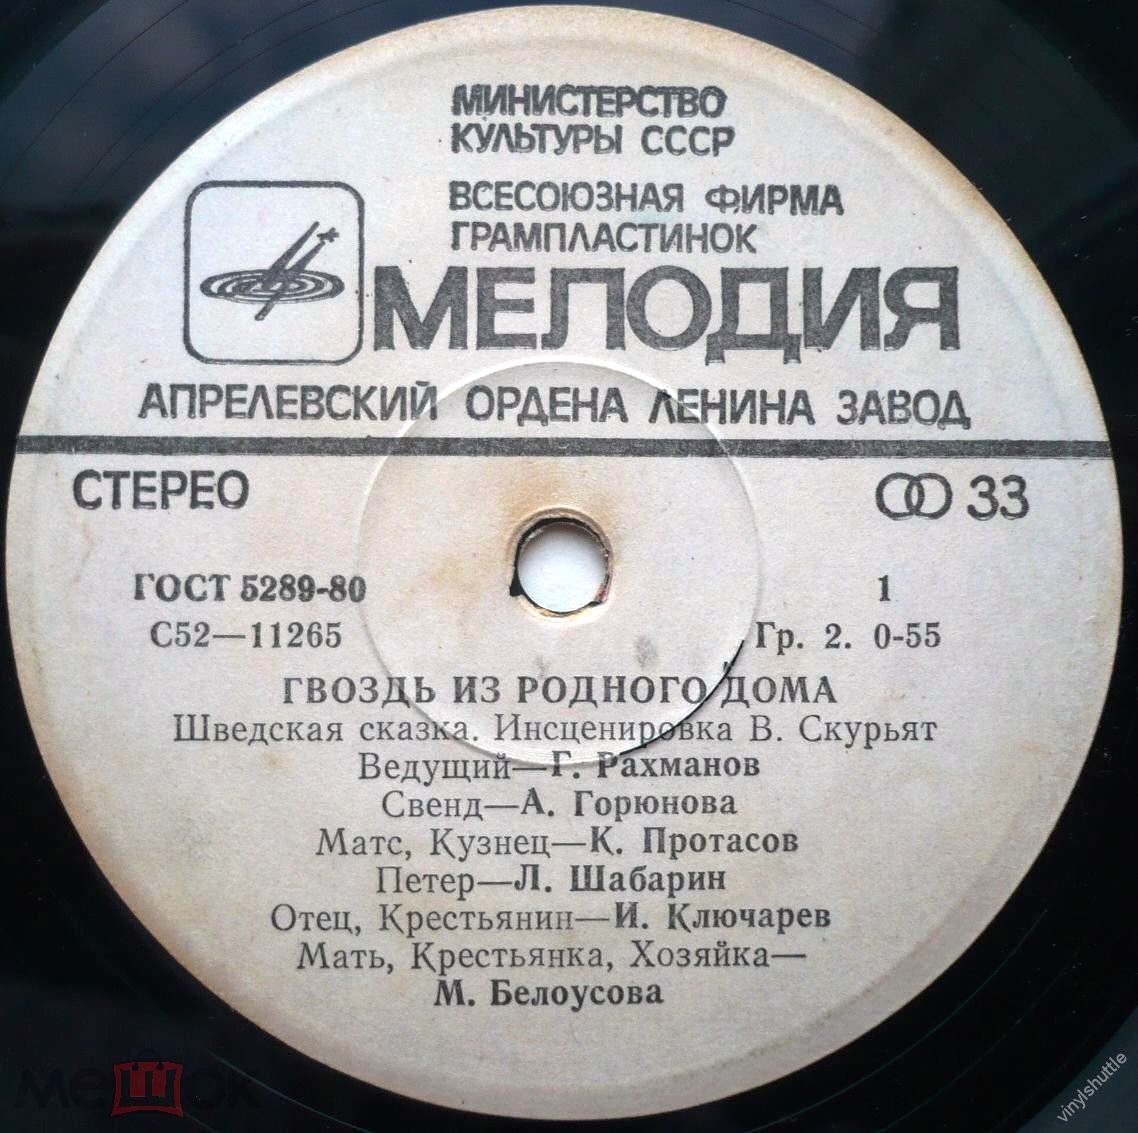 МИНИСТЕРСТВО
КУЛЬТУРЫ СССР
ВСЕСОЮЗНАЯ ФИРМА
ГРАМПЛАСТИНОК
МЕЛОДИЯ
АПРЕЛЕВСКИЙ ОРДЕНА ЛЕНИНА ЗАВОД
СТЕРЕО
33
ГОСТ 5289-80
1
С52—11265
Гр. 2. 0-55
ГВОЗДЬ ИЗ РОДНОГО ДОМА
Шведская сказка. Инсценировка В. Скурьят
Ведущий—Г. Рахманов
Свенд—А. Горюнова
Матс, Кузнец—К. Протасов
Петер—Л. Шабарин
Отец, Крестьянин—И. Ключарев
Мать, Крестьянка, Хозяйка—
М. Белоусова
мешок
vinylshuttle